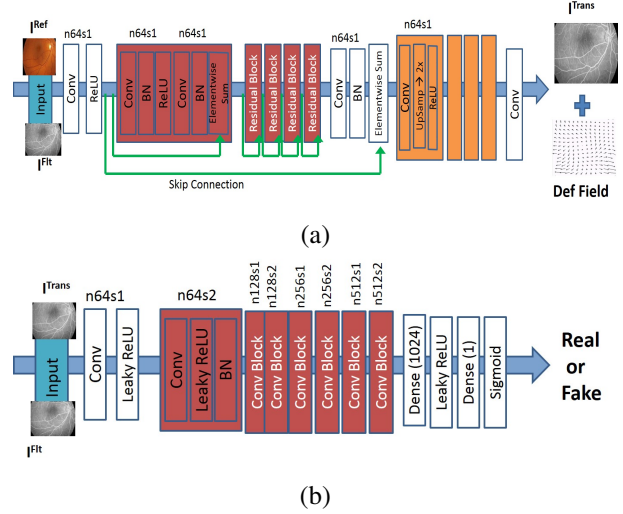 I^Ref
n64s1
n64s1 n64s1
n64s1
n64s1
I^Trans
Input
Conv
ReLU
Conv
BN
ReLU
Conv
BN
Elementwise Sum
Residual Block
Residual Block
Residual Block
Residual Block
Conv
BN
Elementwise Sum
Conv
UpSamp → 2x
ReLU
Conv
I^Flt
Skip Connection
Def Field
(a)
I^Trans
n64s1
n64s2
n128s1
n128s2
n256s1
n256s2
n512s1
n512s2
Input
Conv
Leaky ReLU
Conv
Leaky ReLU
BN
Conv Block
Conv Block
Conv Block
Conv Block
Conv Block
Conv Block
Dense (1024)
Leaky ReLU
Dense (1)
Sigmoid
Real
or
Fake
I^Flt
(b)